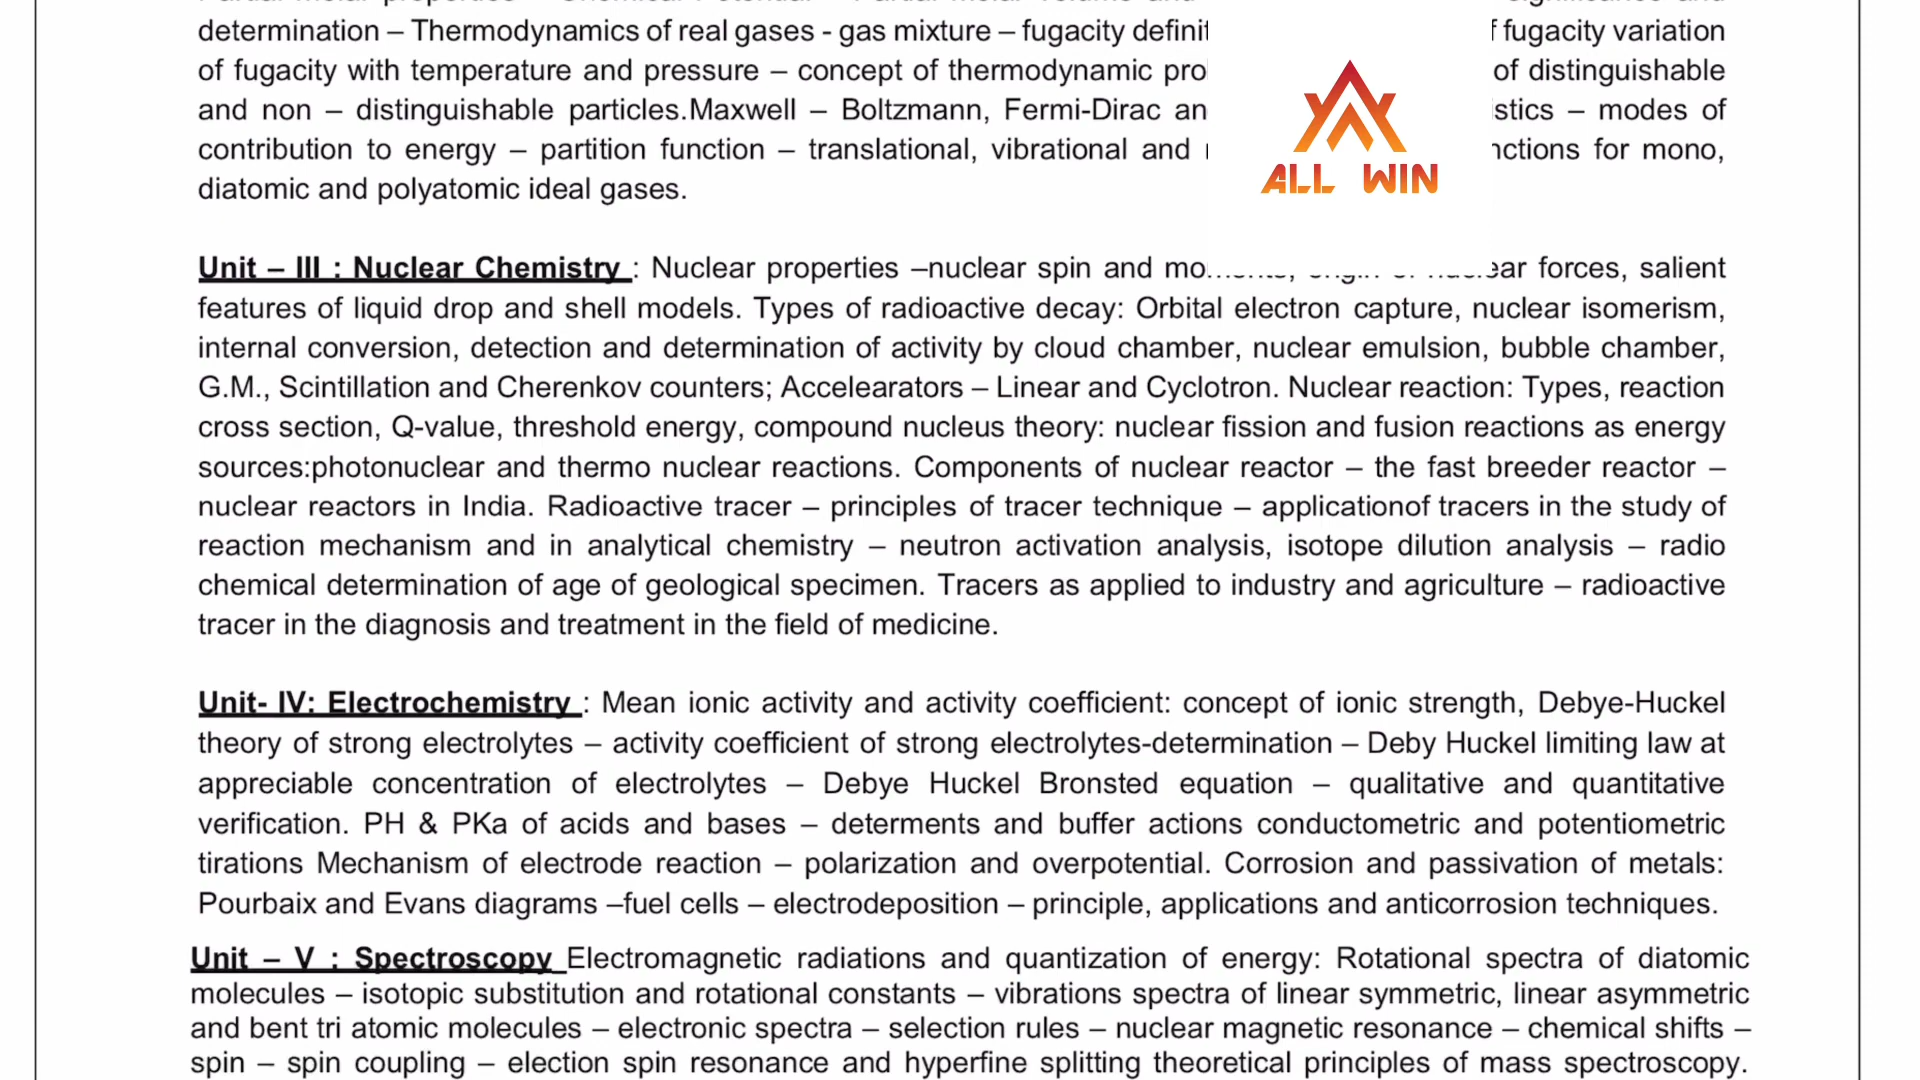 determination – Thermodynamics of real gases - gas mixture – fugacity fugacity variation
of fugacity with temperature and pressure – concept of thermodynamic of distinguishable
and non – distinguishable particles.Maxwell – Boltzmann, Fermi-Dirac – modes of
contribution to energy – partition function – translational, vibrational and for mono,
diatomic and polyatomic ideal gases.
ALL WIN
Unit – III : Nuclear Chemistry : Nuclear properties –nuclear spin and forces, salient
features of liquid drop and shell models. Types of radioactive decay: Orbital electron capture, nuclear isomerism,
internal conversion, detection and determination of activity by cloud chamber, nuclear emulsion, bubble chamber,
G.M., Scintillation and Cherenkov counters; Accelearators – Linear and Cyclotron. Nuclear reaction: Types, reaction
cross section, Q-value, threshold energy, compound nucleus theory: nuclear fission and fusion reactions as energy
sources:photonuclear and thermo nuclear reactions. Components of nuclear reactor – the fast breeder reactor –
nuclear reactors in India. Radioactive tracer – principles of tracer technique – applicationof tracers in the study of
reaction mechanism and in analytical chemistry – neutron activation analysis, isotope dilution analysis – radio
chemical determination of age of geological specimen. Tracers as applied to industry and agriculture – radioactive
tracer in the diagnosis and treatment in the field of medicine.
Unit- IV: Electrochemistry : Mean ionic activity and activity coefficient: concept of ionic strength, Debye-Huckel
theory of strong electrolytes – activity coefficient of strong electrolytes-determination – Deby Huckel limiting law at
appreciable concentration of electrolytes – Debye Huckel Bronsted equation – qualitative and quantitative
verification. PH & PKa of acids and bases – determents and buffer actions conductometric and potentiometric
tirations Mechanism of electrode reaction – polarization and overpotential. Corrosion and passivation of metals:
Pourbaix and Evans diagrams –fuel cells – electrodeposition – principle, applications and anticorrosion techniques.
Unit – V : Spectroscopy Electromagnetic radiations and quantization of energy: Rotational spectra of diatomic
molecules – isotopic substitution and rotational constants – vibrations spectra of linear symmetric, linear asymmetric
and bent tri atomic molecules – electronic spectra – selection rules – nuclear magnetic resonance – chemical shifts –
spin – spin coupling – election spin resonance and hyperfine splitting theoretical principles of mass spectroscopy.